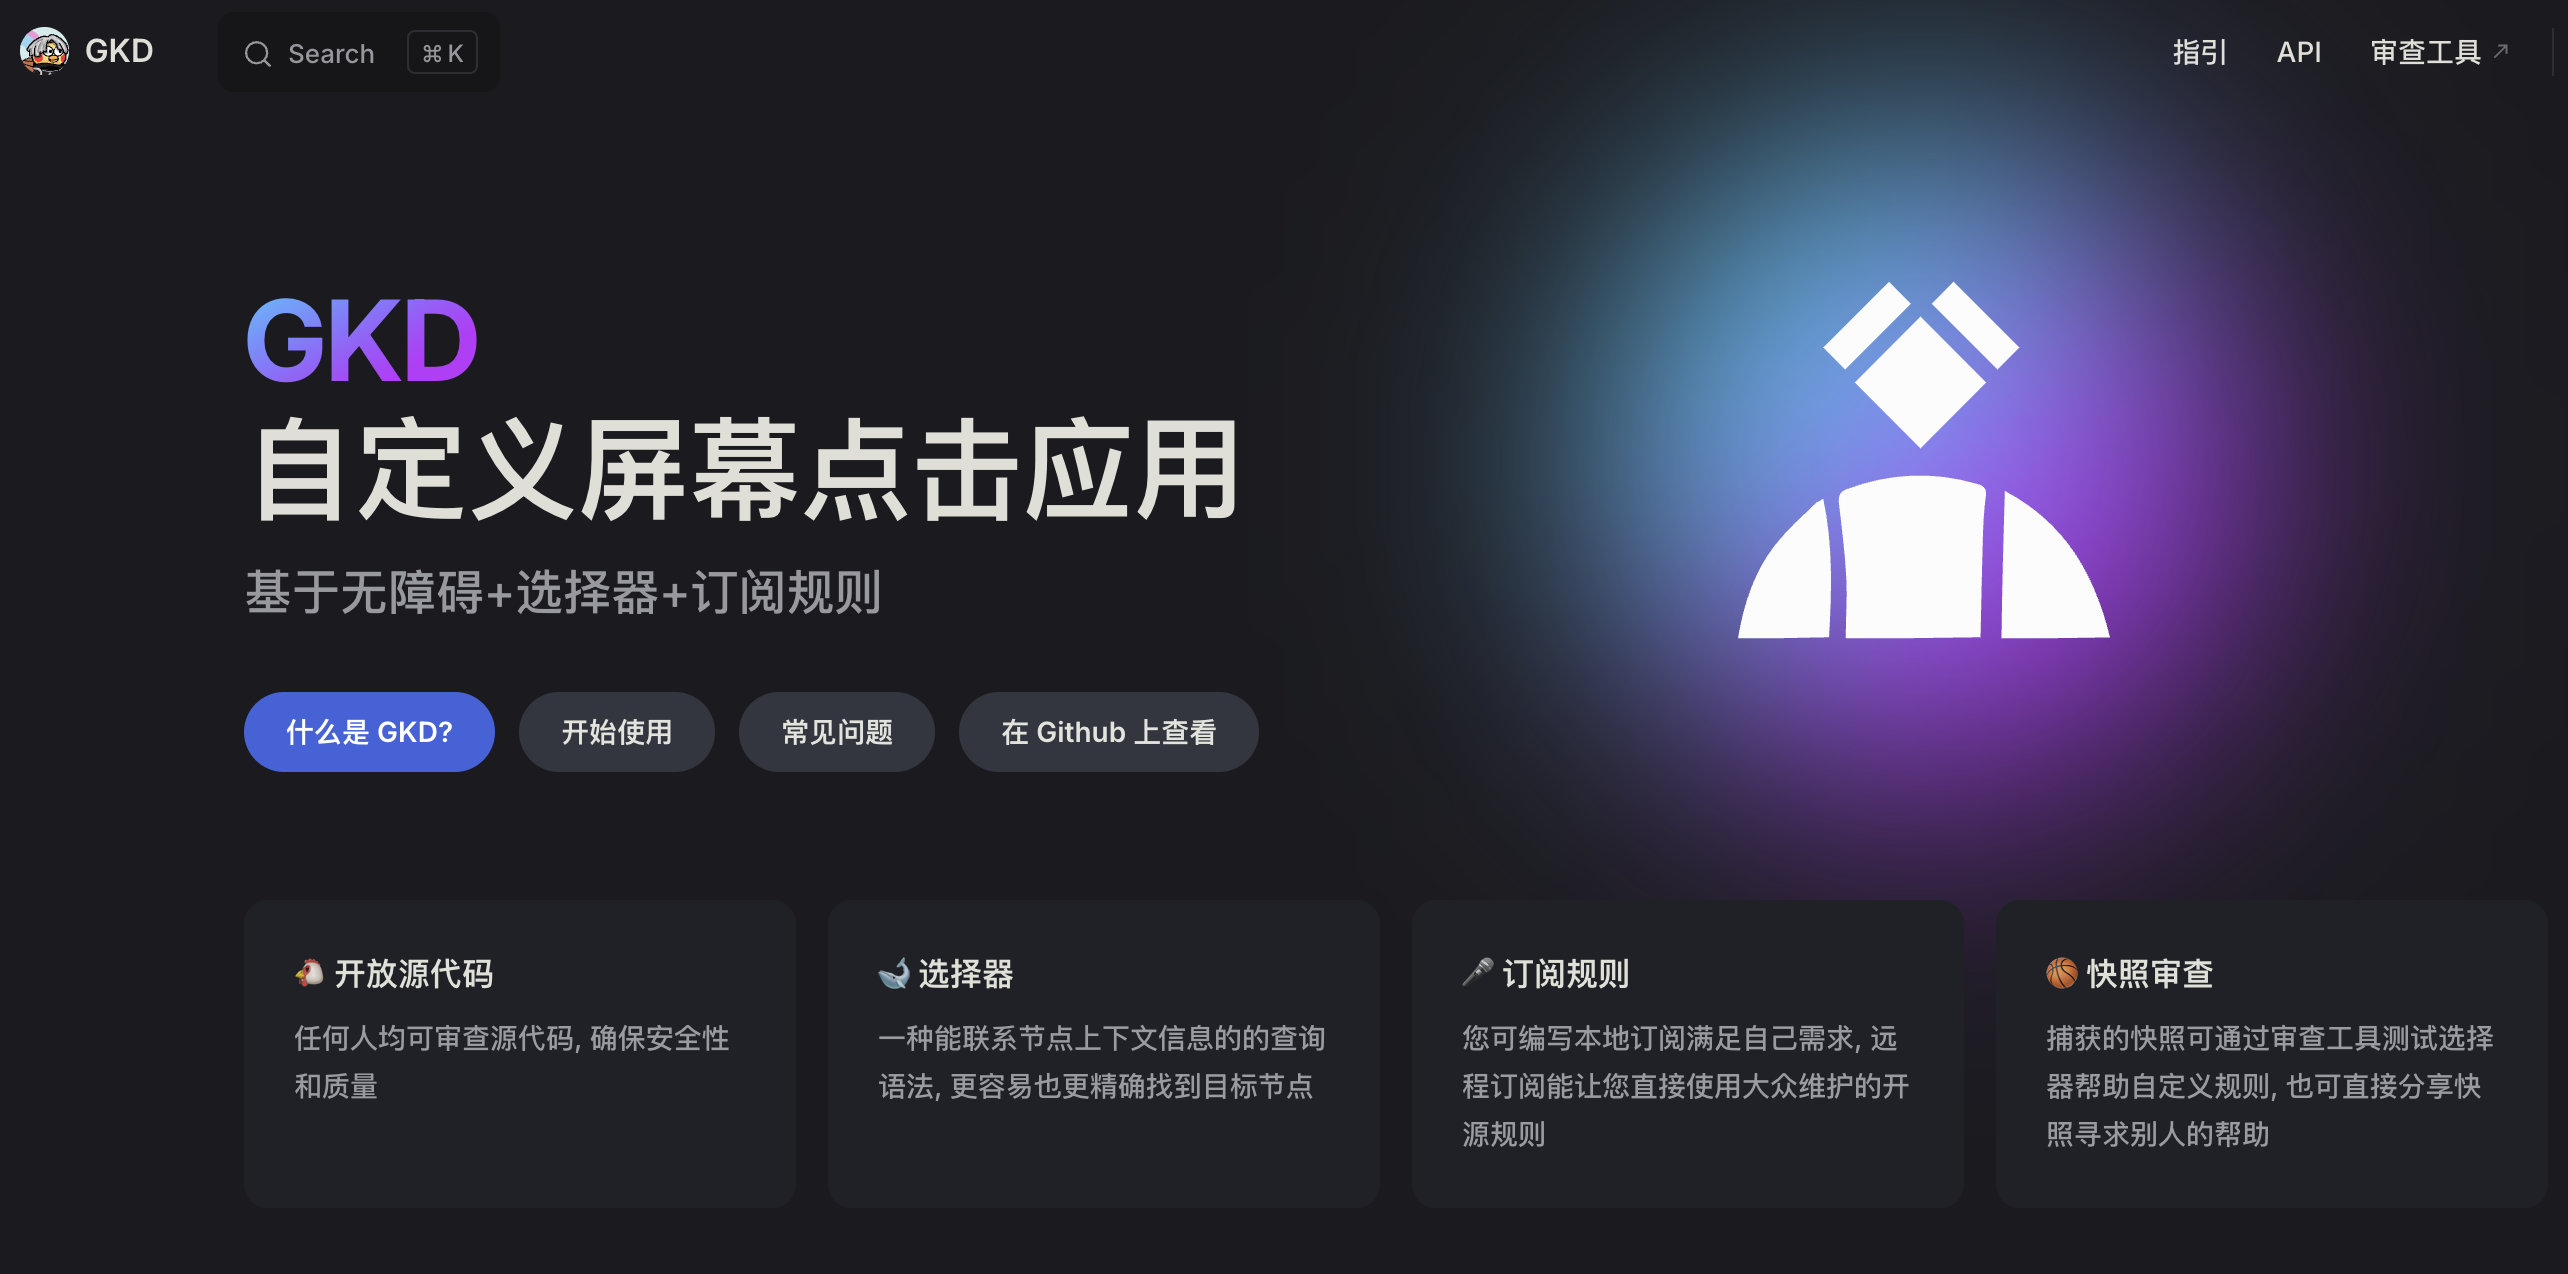 GKD
Search
⌘ K
指引
API
审查工具
GKD
自定义屏幕点击应用
基于无障碍+选择器+订阅规则
什么是 GKD?
开始使用
常见问题
在 Github 上查看
开放源代码
任何人均可审查源代码, 确保安全性
和质量
选择器
一种能联系节点上下文信息的的查询
语法, 更容易也更精确找到目标节点
订阅规则
您可编写本地订阅满足自己需求, 远
程订阅能让您直接使用大众维护的开
源规则
快照审查
捕获的快照可通过审查工具测试选择
器帮助自定义规则, 也可直接分享快
照寻求别人的帮助